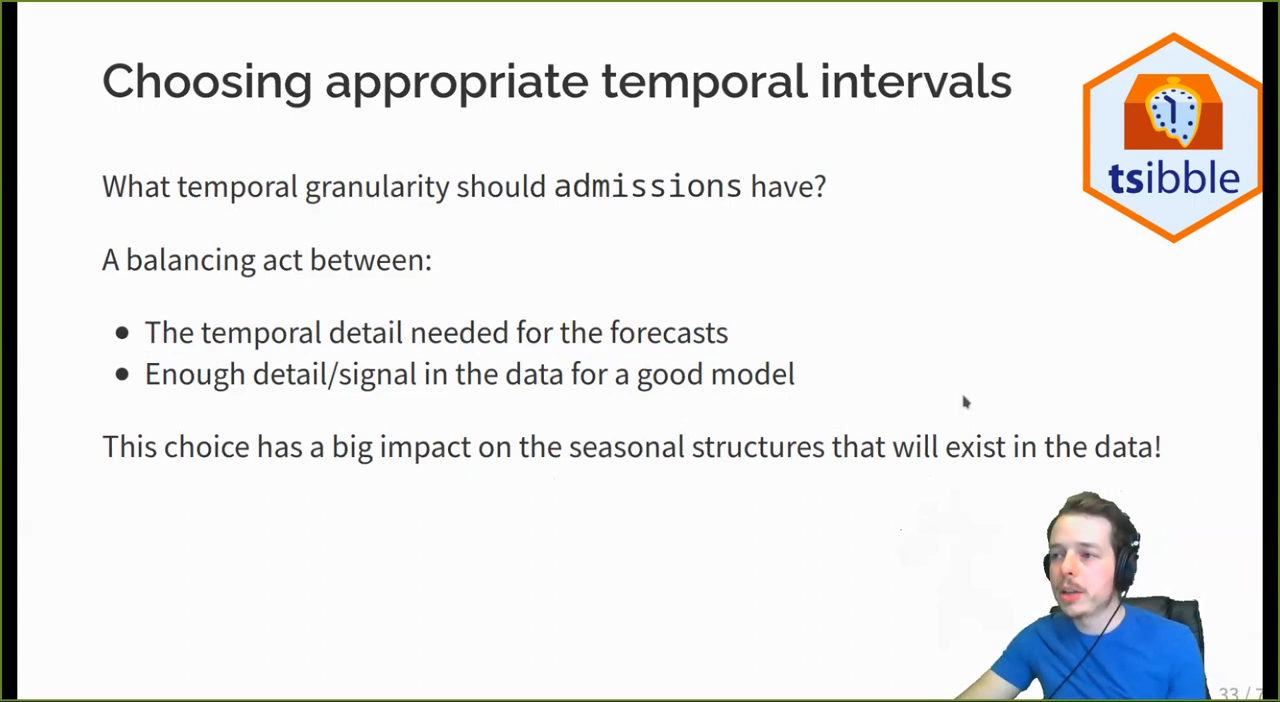 Choosing appropriate temporal intervals
tsibble
What temporal granularity should admissions have?
A balancing act between:
• The temporal detail needed for the forecasts
• Enough detail/signal in the data for a good model
This choice has a big impact on the seasonal structures that will exist in the data!
33 /